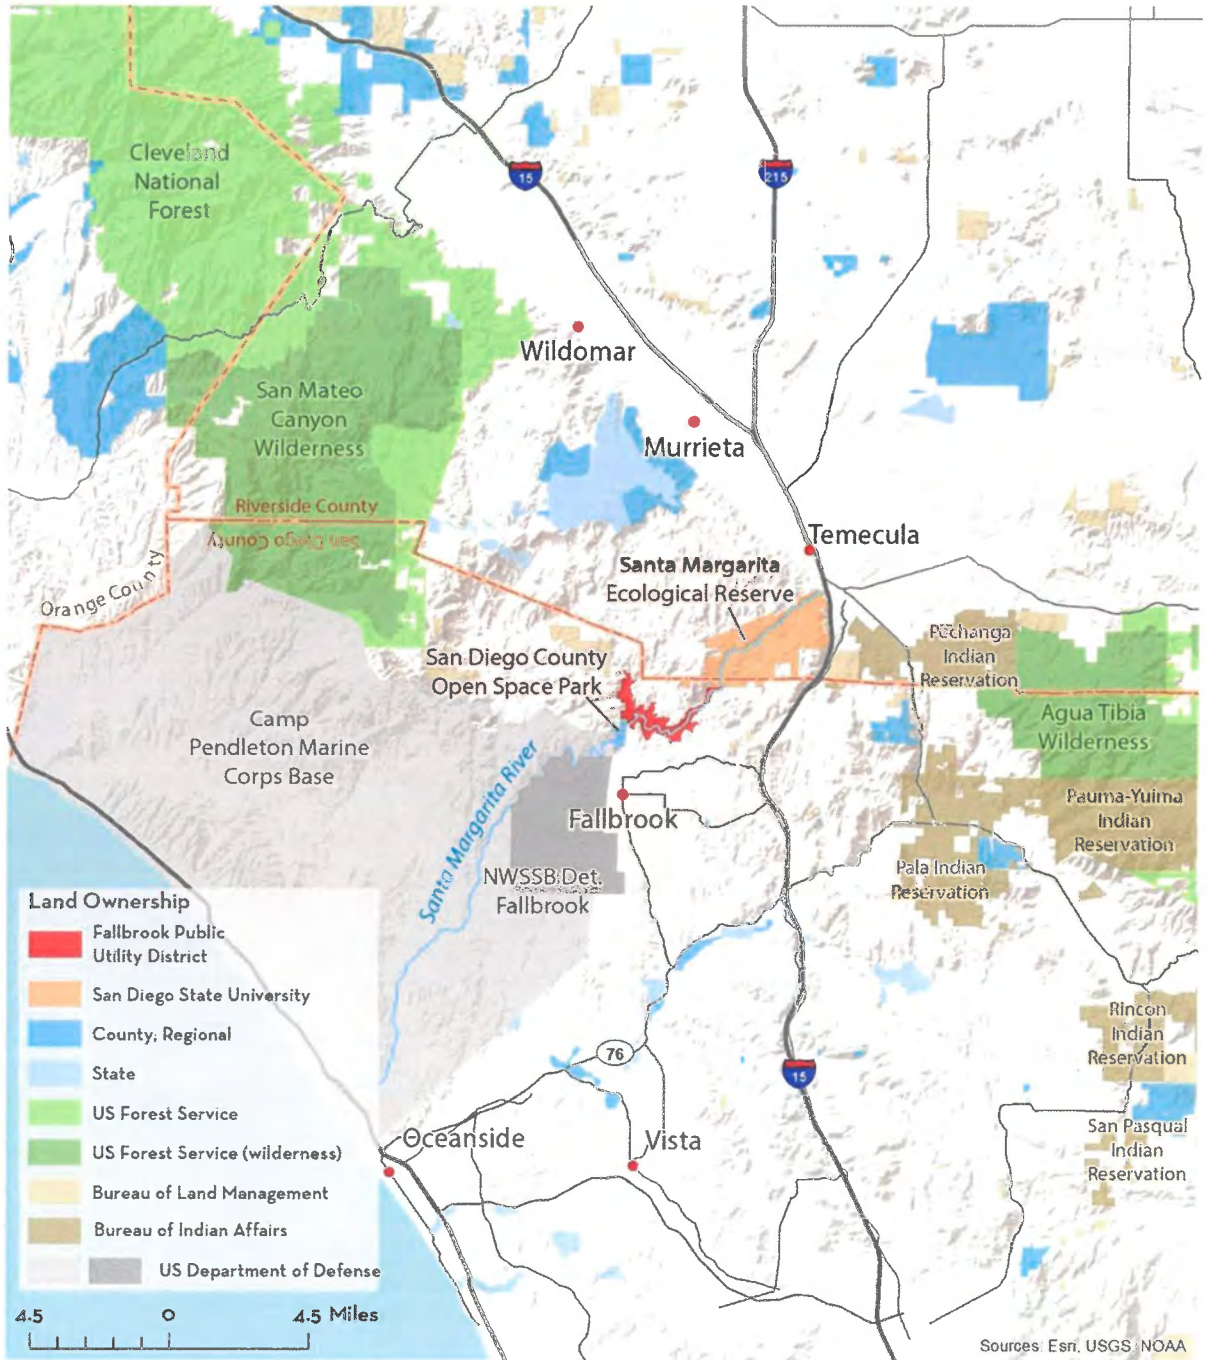 Cleveland
National
Forest
15
215
Wildomar
San Mateo
Canyon
Wilderness
Murrieta
Riverside County
San Diego County
Orange County
Temecula
Santa Margarita
Ecological Reserve
Pechanga
Indian
Reservation
San Diego County
Open Space Park
Agua Tibia
Wilderness
Camp
Pendleton Marine
Corps Base
Santa Margarita River
Fallbrook
Pauma-Yuima
Indian
Reservation
Pala Indian
Reservation
NWSSB Det.
Fallbrook
Land Ownership
Fallbrook Public
Utility District
San Diego State University
County; Regional
State
US Forest Service
US Forest Service (wilderness)
Bureau of Land Management
Bureau of Indian Affairs
US Department of Defense
Rincon
Indian
Reservation
76
15
San Pasqual
Indian
Reservation
Oceanside
Vista
4.5 0 4.5 Miles
Sources: Esri, USGS, NOAA